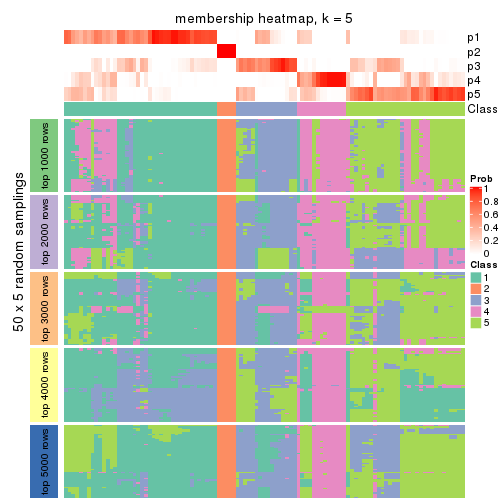 membership heatmap, k = 5
p1
p2
p3
p4
p5
Class
50 x 5 random samplings
top 1000 rows
top 2000 rows
top 3000 rows
top 4000 rows
top 5000 rows
Prob
1
0.8
0.6
0.4
0.2
0
Class
1
2
3
4
5